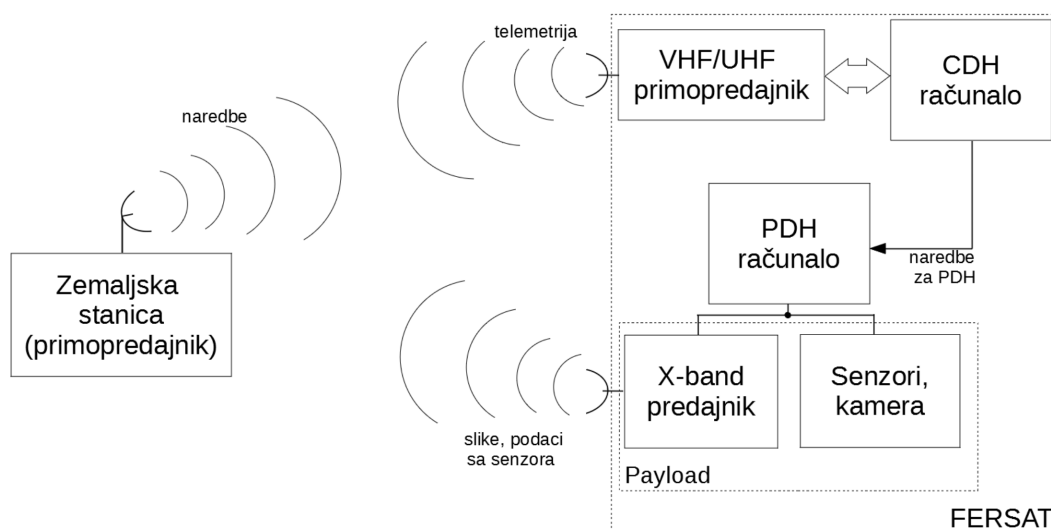 telemetrija
VHF/UHF
primopredajnik
CDH
računalo
naredbe
PDH
računalo
naredbe
za PDH
Zemaljska
stanica
(primopredajnik)
X-band
predajnik
Senzori,
kamera
slike, podaci
sa senzora
Payload
FERSAT